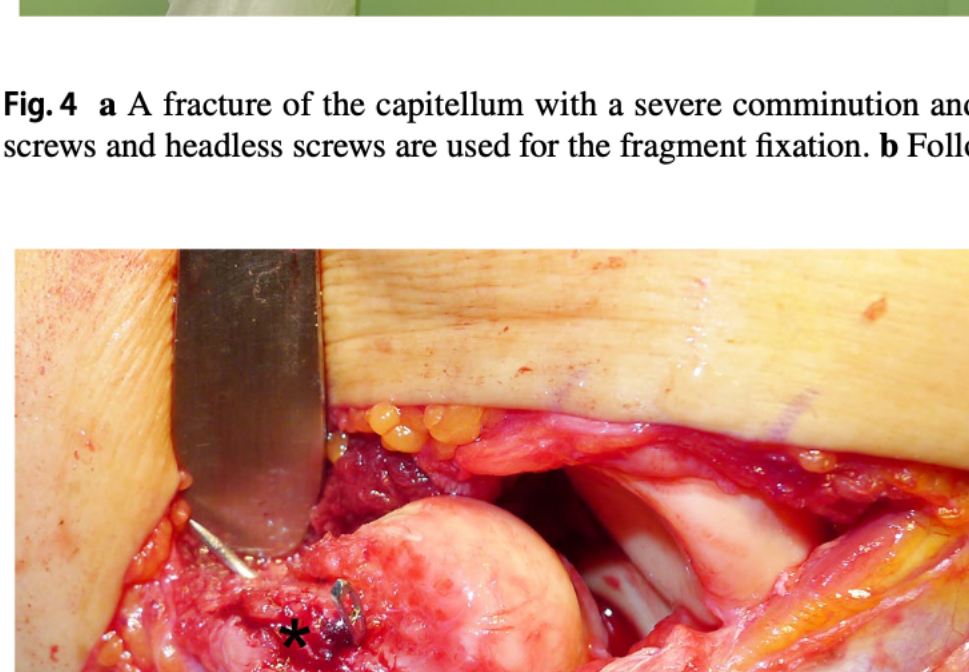 Fig. 4 a A fracture of the capitellum with a severe comminution and
screws and headless screws are used for the fragment fixation. b Follo
*